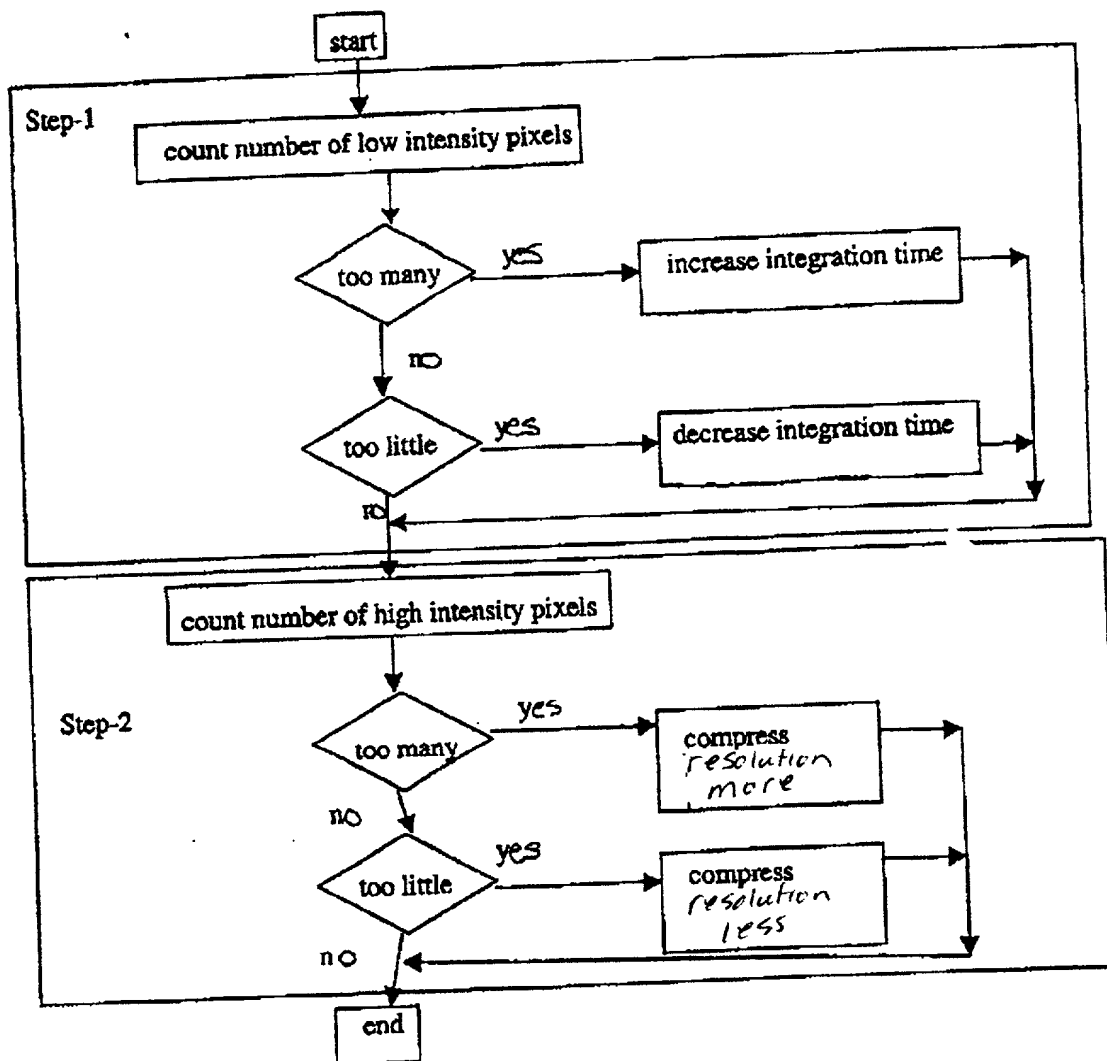 start
Step-1
count number of low intensity pixels
too many
yes
increase integration time
no
too little
yes
decrease integration time
no
count number of high intensity pixels
Step-2
too many
yes
compress
resolution
more
no
too little
yes
compress
resolution
less
no
end